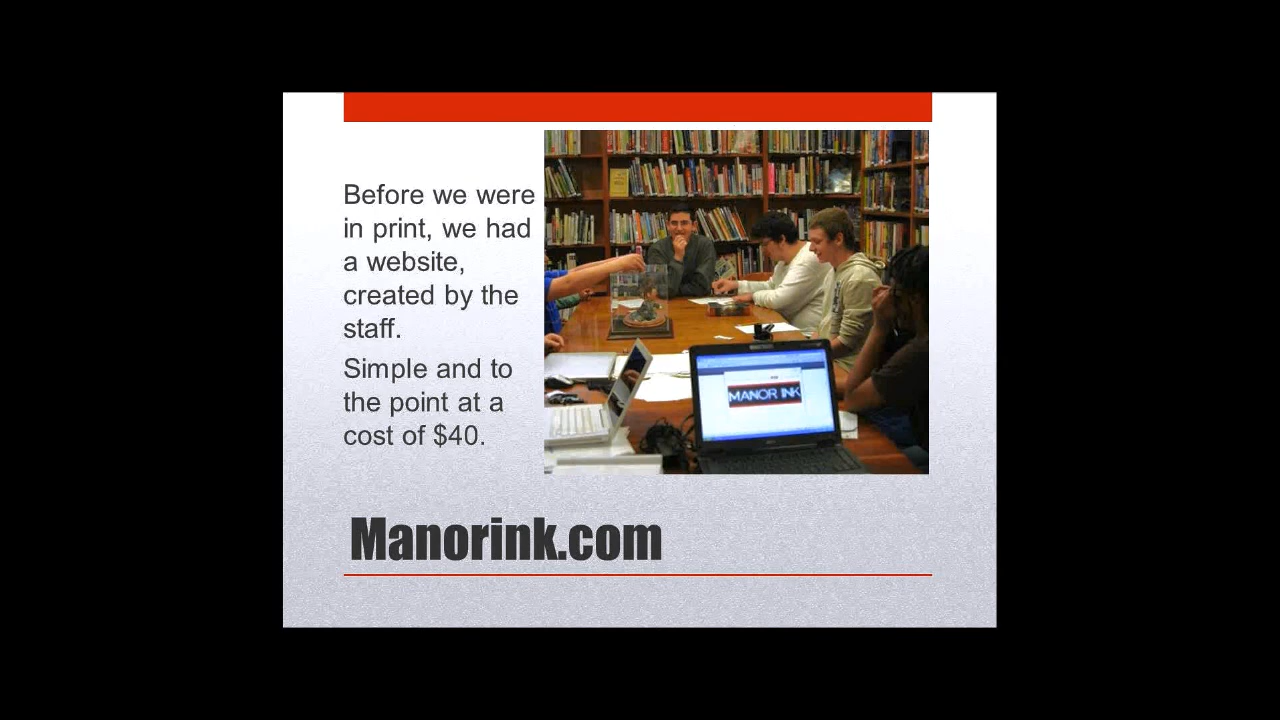 Before we were
in print, we had
a website,
created by the
staff.
Simple and to
the point at a
cost of $40.
MANOR INK
Manorink.com